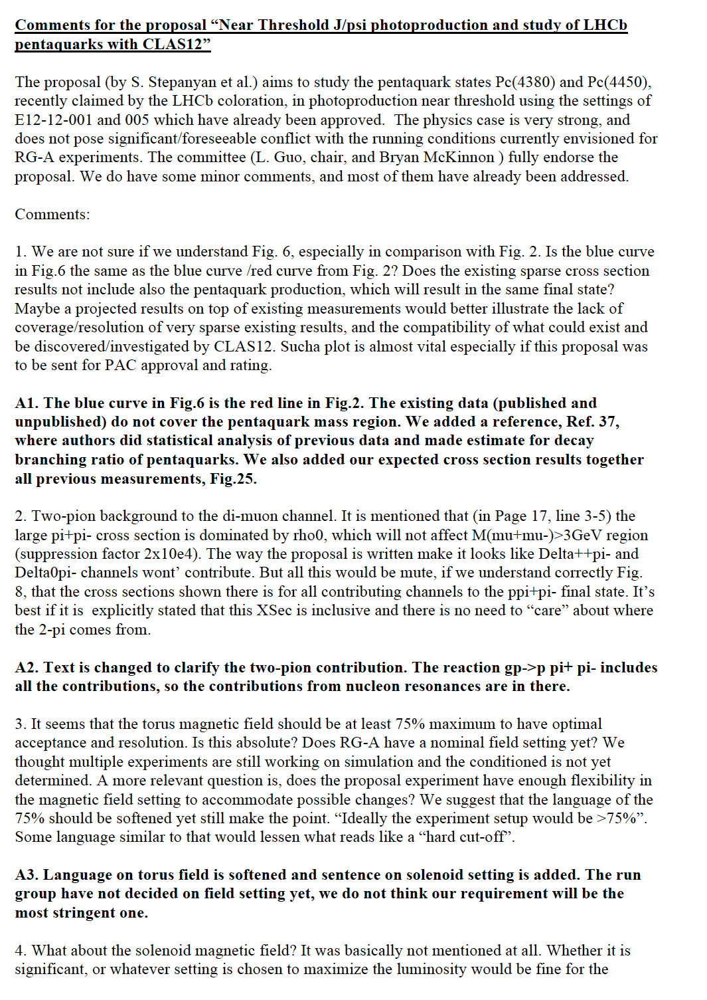 Comments for the proposal “Near Threshold J/psi photoproduction and study of LHCb
pentaquarks with CLAS12”
The proposal (by S. Stepanyan et al.) aims to study the pentaquark states Pc(4380) and Pc(4450),
recently claimed by the LHCb coloration, in photoproduction near threshold using the settings of
E12-12-001 and 005 which have already been approved.  The physics case is very strong, and
does not pose significant/foreseeable conflict with the running conditions currently envisioned for
RG-A experiments. The committee (L. Guo, chair, and Bryan McKinnon ) fully endorse the
proposal. We do have some minor comments, and most of them have already been addressed.
Comments:
1. We are not sure if we understand Fig. 6, especially in comparison with Fig. 2. Is the blue curve
in Fig.6 the same as the blue curve /red curve from Fig. 2? Does the existing sparse cross section
results not include also the pentaquark production, which will result in the same final state?
Maybe a projected results on top of existing measurements would better illustrate the lack of
coverage/resolution of very sparse existing results, and the compatibility of what could exist and
be discovered/investigated by CLAS12. Sucha plot is almost vital especially if this proposal was
to be sent for PAC approval and rating.
A1. The blue curve in Fig.6 is the red line in Fig.2. The existing data (published and
unpublished) do not cover the pentaquark mass region. We added a reference, Ref. 37,
where authors did statistical analysis of previous data and made estimate for decay
branching ratio of pentaquarks. We also added our expected cross section results together
all previous measurements, Fig.25.
2. Two-pion background to the di-muon channel. It is mentioned that (in Page 17, line 3-5) the
large pi+pi- cross section is dominated by rho0, which will not affect M(mu+mu-)>3GeV region
(suppression factor 2x10e4). The way the proposal is written make it looks like Delta++pi- and
Delta0pi- channels wont’ contribute. But all this would be mute, if we understand correctly Fig.
8, that the cross sections shown there is for all contributing channels to the ppi+pi- final state. It’s
best if it is  explicitly stated that this XSec is inclusive and there is no need to “care” about where
the 2-pi comes from.
A2. Text is changed to clarify the two-pion contribution. The reaction gp->p pi+ pi- includes
all the contributions, so the contributions from nucleon resonances are in there.
3. It seems that the torus magnetic field should be at least 75% maximum to have optimal
acceptance and resolution. Is this absolute? Does RG-A have a nominal field setting yet? We
thought multiple experiments are still working on simulation and the conditioned is not yet
determined. A more relevant question is, does the proposal experiment have enough flexibility in
the magnetic field setting to accommodate possible changes? We suggest that the language of the
75% should be softened yet still make the point. “Ideally the experiment setup would be >75%”.
Some language similar to that would lessen what reads like a “hard cut-off”.
A3. Language on torus field is softened and sentence on solenoid setting is added. The run
group have not decided on field setting yet, we do not think our requirement will be the
most stringent one.
4. What about the solenoid magnetic field? It was basically not mentioned at all. Whether it is
significant, or whatever setting is chosen to maximize the luminosity would be fine for the